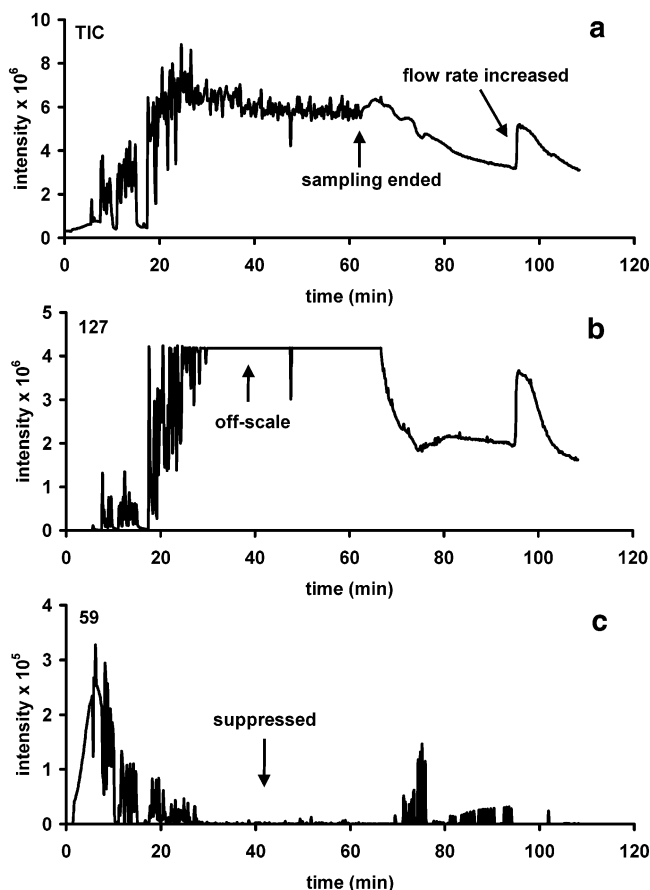 TIC
a
8
10
6
4
2
0
intensity x 10⁶
flow rate increased
sampling ended
0 20 40 60 80 100 120
time (min)
127
b
5
4
3
2
1
0
intensity x 10⁶
off-scale
0 20 40 60 80 100 120
time (min)
59
c
4
3
2
1
0
intensity x 10⁵
suppressed
0 20 40 60 80 100 120
time (min)